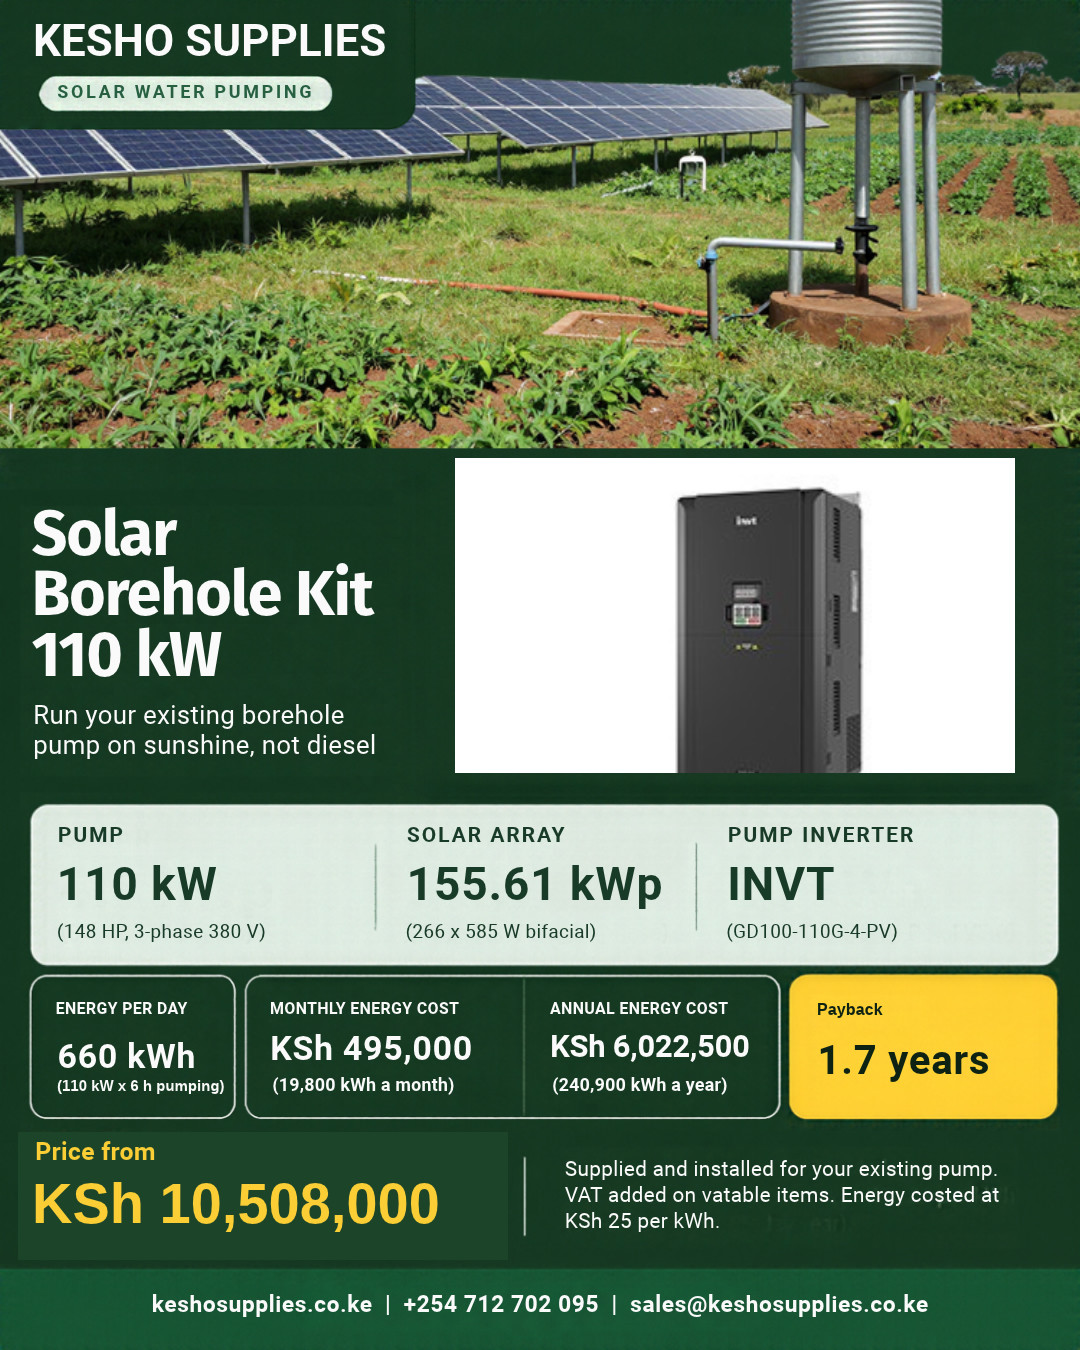 KESHO SUPPLIES
SOLAR WATER PUMPING
invt
Solar
Borehole Kit
110 kW
Run your existing borehole
pump on sunshine, not diesel
PUMP
110 kW
(148 HP, 3-phase 380 V)
SOLAR ARRAY
155.61 kWp
(266 x 585 W bifacial)
PUMP INVERTER
INVT
(GD100-110G-4-PV)
ENERGY PER DAY
660 kWh
(110 kW x 6 h pumping)
MONTHLY ENERGY COST
KSh 495,000
(19,800 kWh a month)
ANNUAL ENERGY COST
KSh 6,022,500
(240,900 kWh a year)
Payback
1.7 years
Price from
KSh 10,508,000
Supplied and installed for your existing pump.
VAT added on vatable items. Energy costed at
KSh 25 per kWh.
keshosupplies.co.ke | +254 712 702 095 | sales@keshosupplies.co.ke